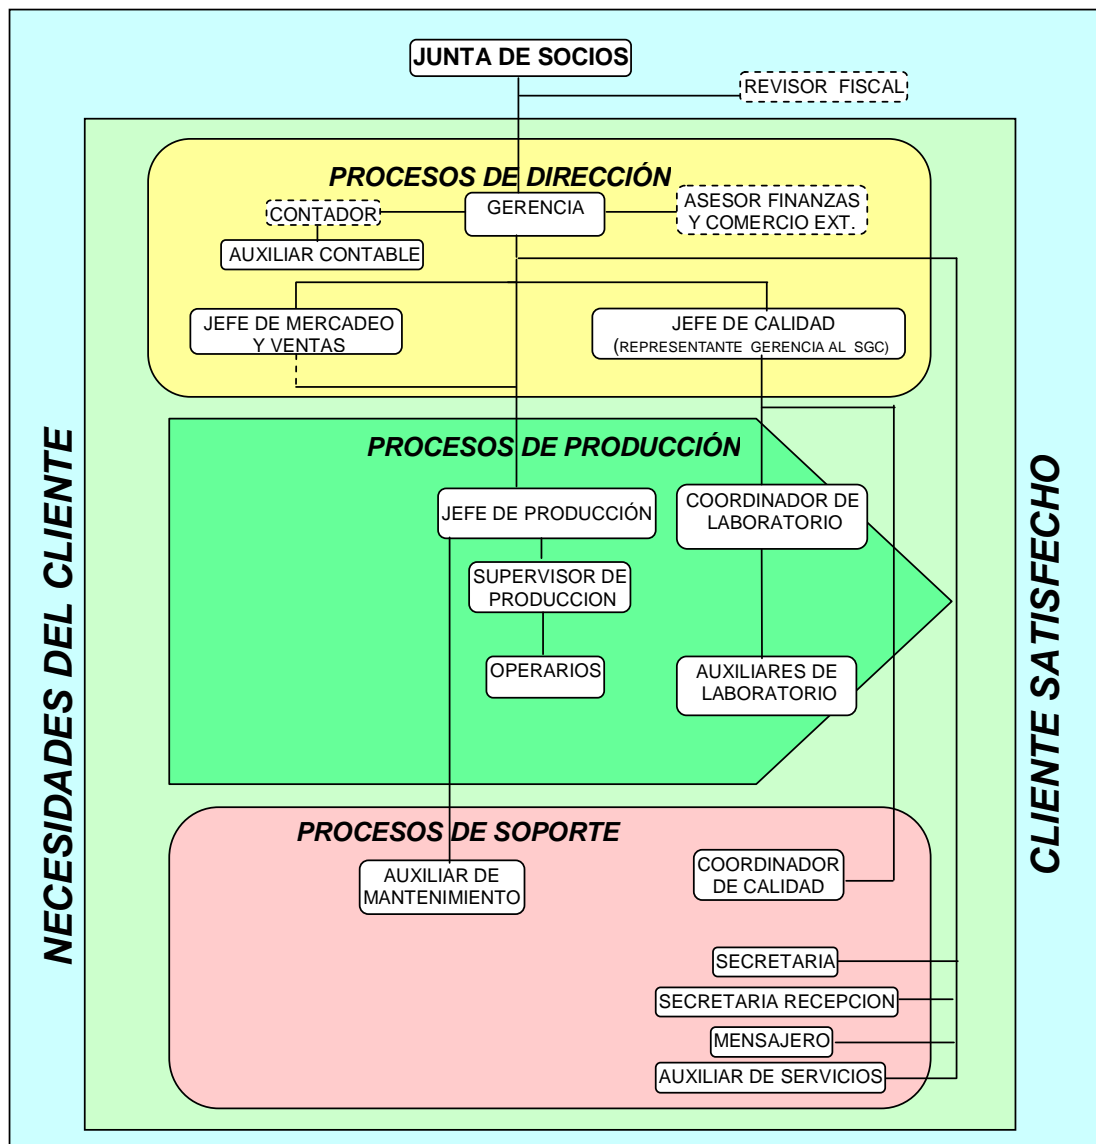 JUNTA DE SOCIOS
REVISOR FISCAL
PROCESOS DE DIRECCIÓN
GERENCIA
CONTADOR
ASESOR FINANZAS
Y COMERCIO EXT.
AUXILIAR CONTABLE
JEFE DE MERCADEO
Y VENTAS
JEFE DE CALIDAD
(REPRESENTANTE GERENCIA AL SGC)
NECESIDADES DEL CLIENTE
PROCESOS DE PRODUCCIÓN
JEFE DE PRODUCCIÓN
COORDINADOR DE
LABORATORIO
SUPERVISOR DE
PRODUCCION
OPERARIOS
AUXILIARES DE
LABORATORIO
CLIENTE SATISFECHO
PROCESOS DE SOPORTE
AUXILIAR DE
MANTENIMIENTO
COORDINADOR
DE CALIDAD
SECRETARIA
SECRETARIA RECEPCION
MENSAJERO
AUXILIAR DE SERVICIOS